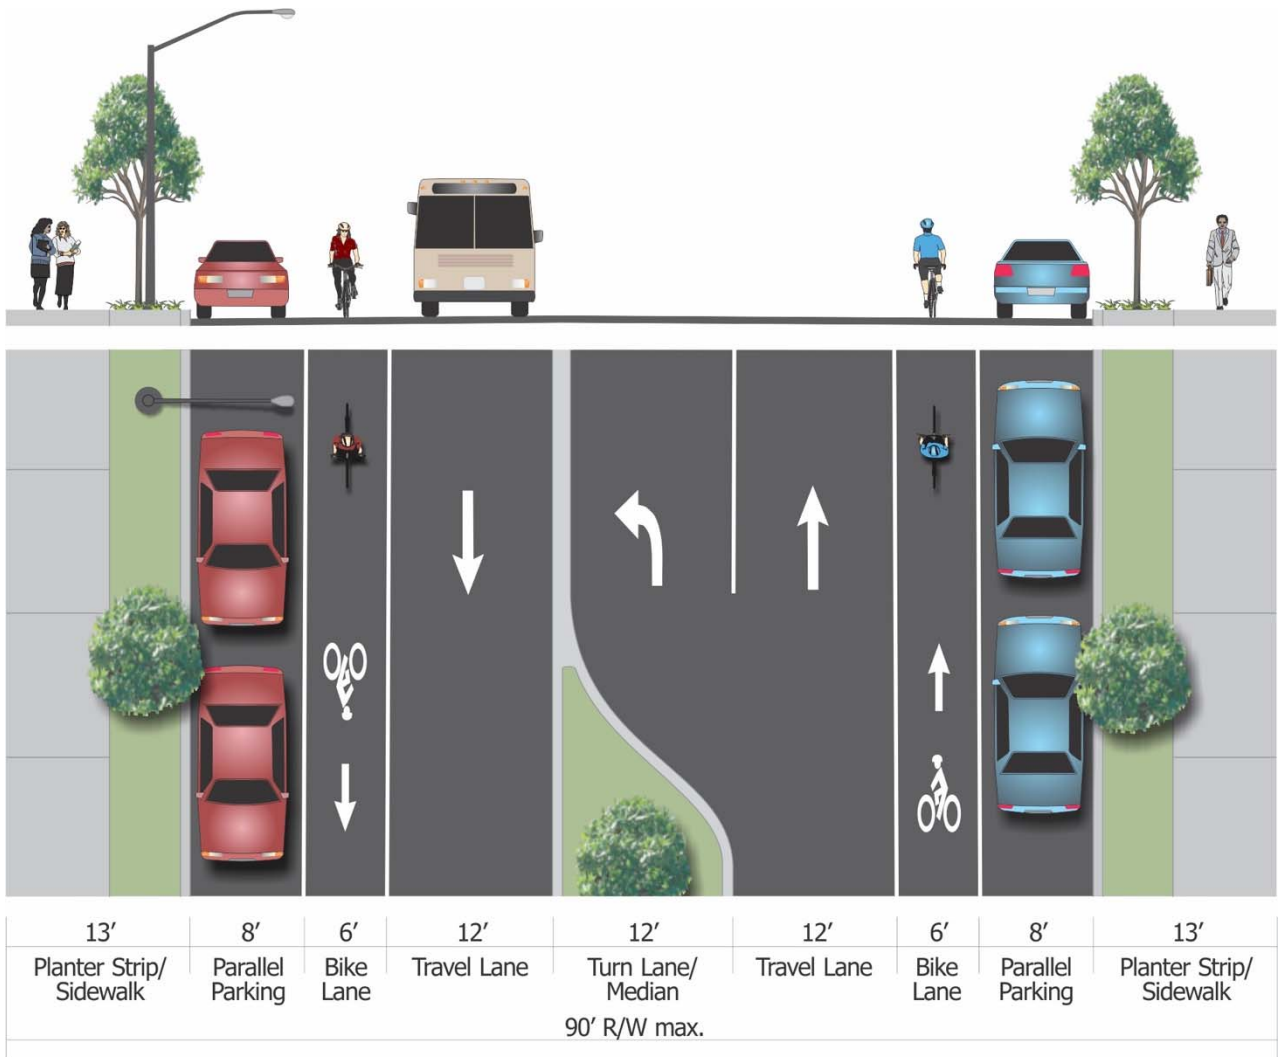 13’ 8’ 6’ 12’ 12’ 12’ 6’ 8’ 13’
Planter Strip/ Parallel Bike Travel Lane Turn Lane/ Travel Lane Bike Parallel Planter Strip/
Sidewalk Parking Lane Median Lane Parking Sidewalk
90’ R/W max.